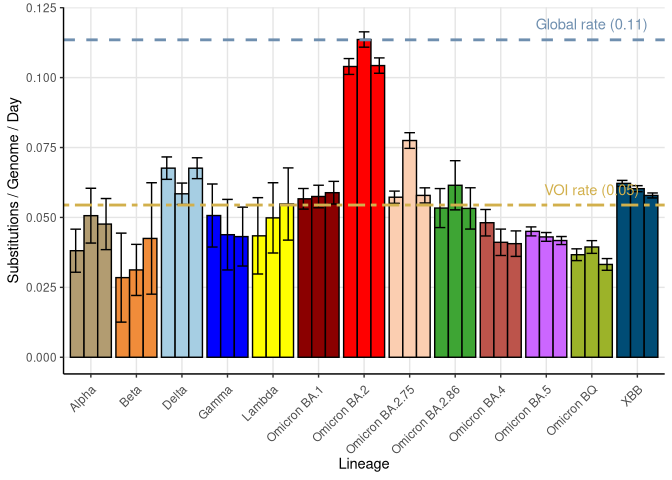 Substitutions / Genome / Day
0.125
0.100
0.075
0.050
0.025
0.000
Global rate (0.11)
VOI rate (0.05)
Alpha
Beta
Delta
Gamma
Lambda
Omicron BA.1
Omicron BA.2
Omicron BA.2.75
Omicron BA.2.86
Omicron BA.4
Omicron BA.5
Omicron BQ
XBB
Lineage